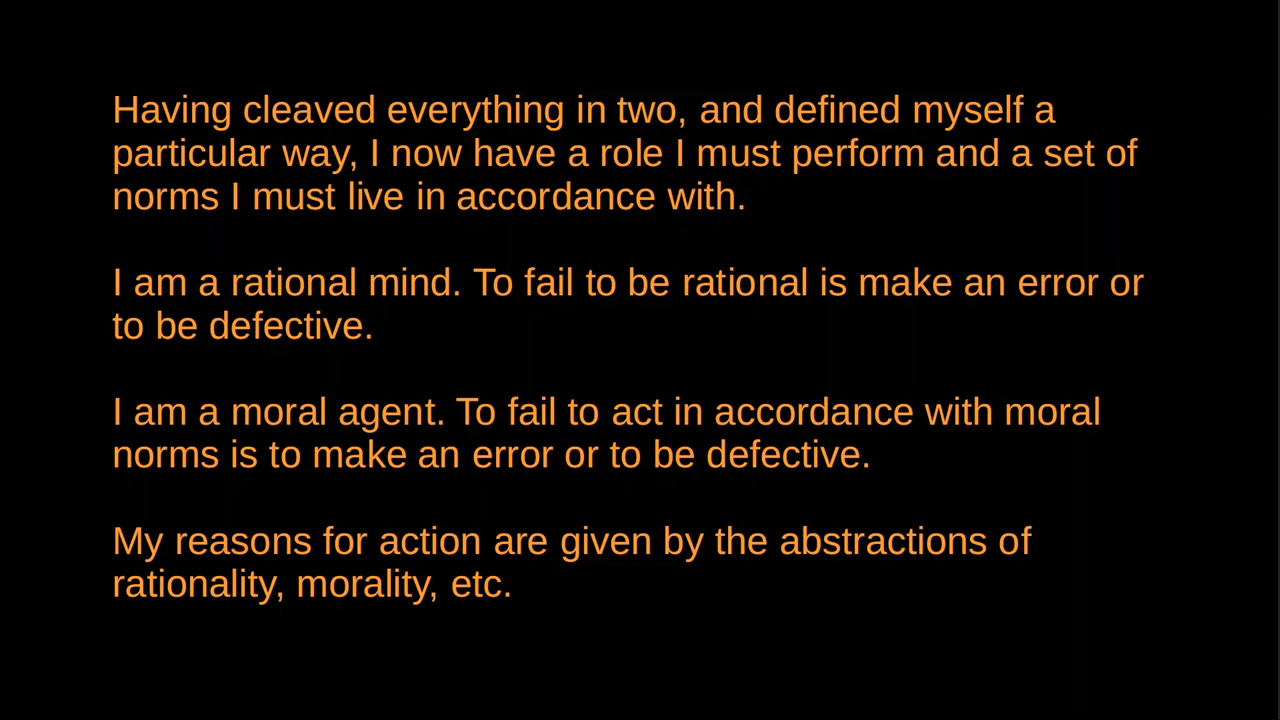 Having cleaved everything in two, and defined myself a
particular way, I now have a role I must perform and a set of
norms I must live in accordance with.
I am a rational mind. To fail to be rational is make an error or
to be defective.
I am a moral agent. To fail to act in accordance with moral
norms is to make an error or to be defective.
My reasons for action are given by the abstractions of
rationality, morality, etc.